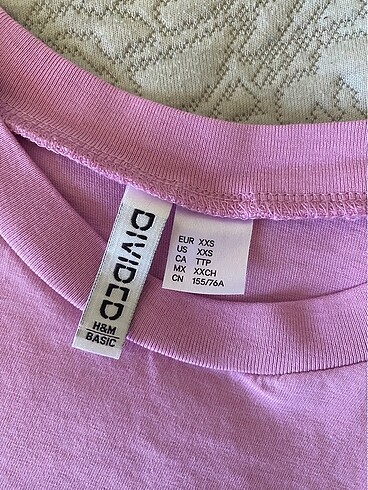 DIVIDED
H&M
BASIC
EUR XXS
US XXS
CA TTP
MX XXCH
CN 155/76A